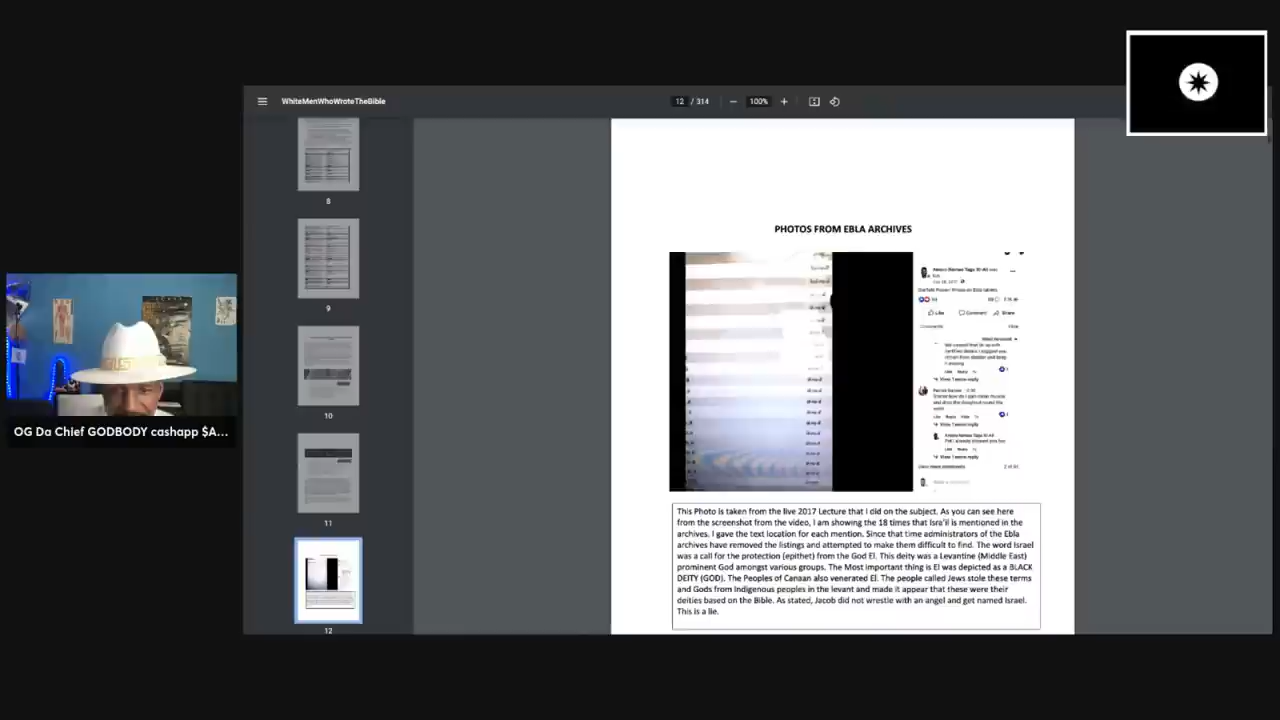 WhiteMenWhoWroteTheBible
12 / 314
100%
8
9
10
11
12
PHOTOS FROM EBLA ARCHIVES
Like
Comment
Share
This Photo is taken from the live 2017 Lecture that I did on the subject. As you can see here
from the screenshot from the video, I am showing the 18 times that Isra'il is mentioned in the
archives. I gave the text location for each mention. Since that time administrators of the Ebla
archives have removed the listings and attempted to make them difficult to find. The word Israel
was a call for the protection (epithet) from the God El. This deity was a Levantine (Middle East)
prominent God amongst various groups. The Most important thing is El was depicted as a BLACK
DEITY (GOD). The Peoples of Canaan also venerated El. The people called Jews stole these terms
and Gods from Indigenous peoples in the levant and made it appear that these were their
deities based on the Bible. As stated, Jacob did not wrestle with an angel and get named Israel.
This is a lie.
OG Da Chief GODBODY cashapp $A...